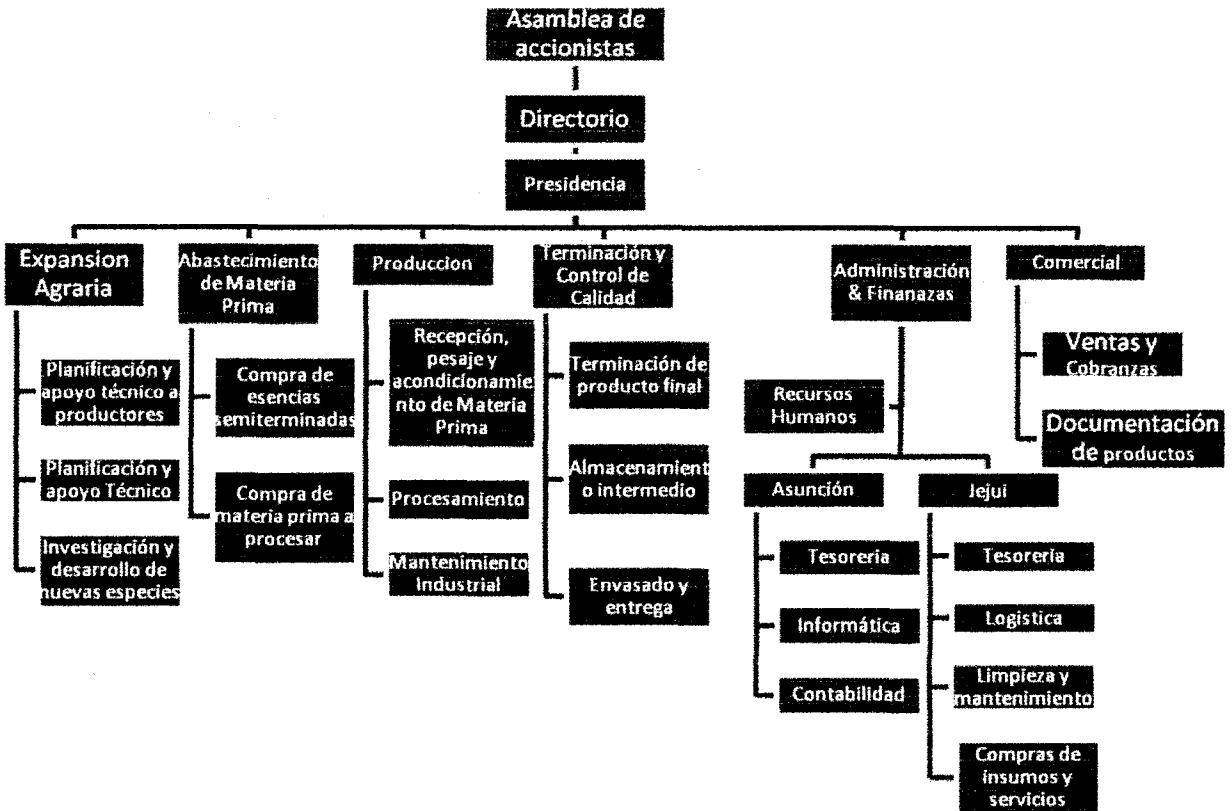 Asamblea de
accionistas
Directorio
Presidencia
Expansion
Agraria
Planificación y
apoyo técnico a
productores
Planificación y
apoyo Técnico
Investigación y
desarrollo de
nuevas especies
Abastecimiento
de Materia
Prima
Compra de
esencias
semiterminadas
Compra de
materia prima a
procesar
Produccion
Recepción,
pesaje y
acondicionamie
nto de Materia
Prima
Procesamiento
Mantenimiento
Industrial
Terminación y
Control de
Calidad
Terminación de
producto final
Almacenamient
o intermedio
Envasado y
entrega
Administración
& Finanazas
Recursos
Humanos
Asunción
Tesoreria
Informática
Contabilidad
Jejui
Tesoreria
Logistica
Limpieza y
mantenimiento
Compras de
insumos y
servicios
Comercial
Ventas y
Cobranzas
Documentación
de productos